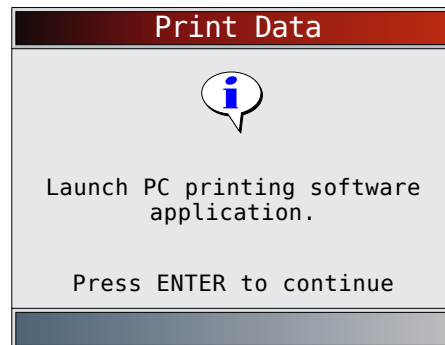 Print Data
i
Launch PC printing software
application.
Press ENTER to continue